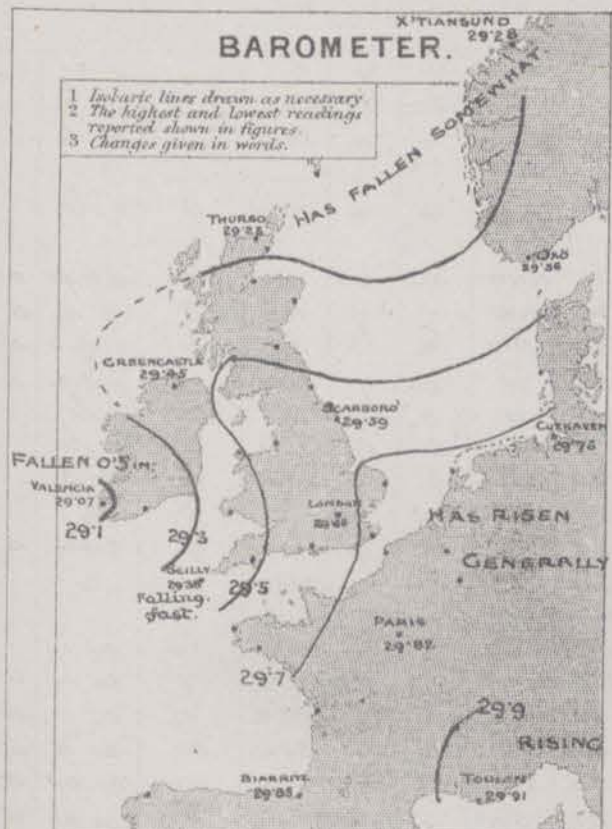 X'TIANSUND
29·28
BAROMETER.
1 Isobaric lines drawn as necessary
2 The highest and lowest readings
reported shown in figures.
3 Changes given in words.
HAS FALLEN SOMEWHAT
THURSO
29·23
OXÖ
29·36
GREENCASTLE
29·45
SCARBORO'
29·59
CUXHAVEN
29·76
FALLEN 0'5 in:
VALENCIA
29·07
29·1
29·3
LONDON
HAS RISEN
GENERALLY
SCILLY
29·38
Falling
fast.
29·5
PARIS
29·82
29·7
29·9
RISING
BIARRITZ
29·85
TOULON
29·91